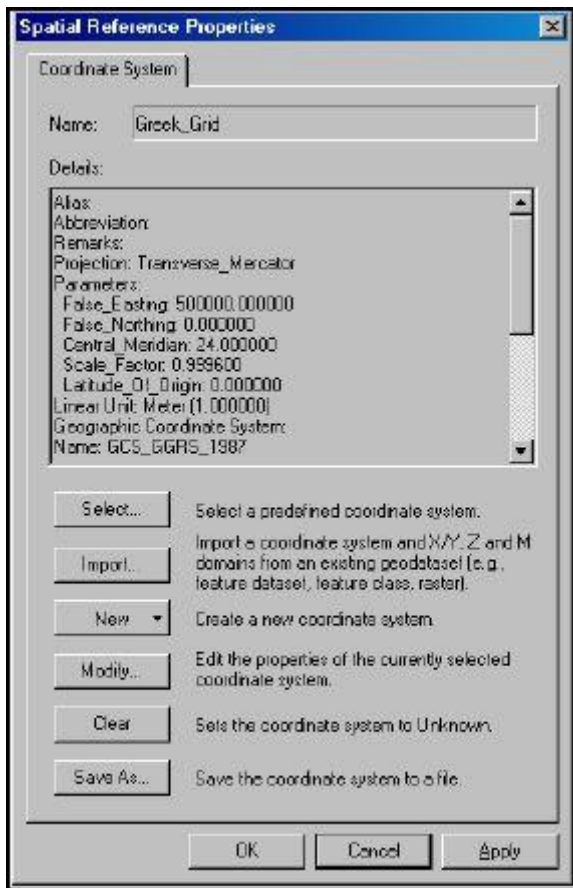 Spatial Reference Properties
Coordinate System
Name: Greek_Grid
Details:
Alias:
Abbreviation:
Remarks:
Projection: Transverse_Mercator
Parameters:
False_Easting: 500000.000000
False_Northing: 0.000000
Central_Meridian: 24.000000
Scale_Factor: 0.999600
Latitude_Of_Origin: 0.000000
Linear Unit: Meter (1.000000)
Geographic Coordinate System:
Name: GCS_GGRS_1987
Select... Select a predefined coordinate system.
Import... Import a coordinate system and X/Y, Z and M
domains from an existing geodataset (e.g.,
feature dataset, feature class, raster).
New Create a new coordinate system.
Modify... Edit the properties of the currently selected
coordinate system.
Clear Sets the coordinate system to Unknown.
Save As... Save the coordinate system to a file.
OK Cancel Apply